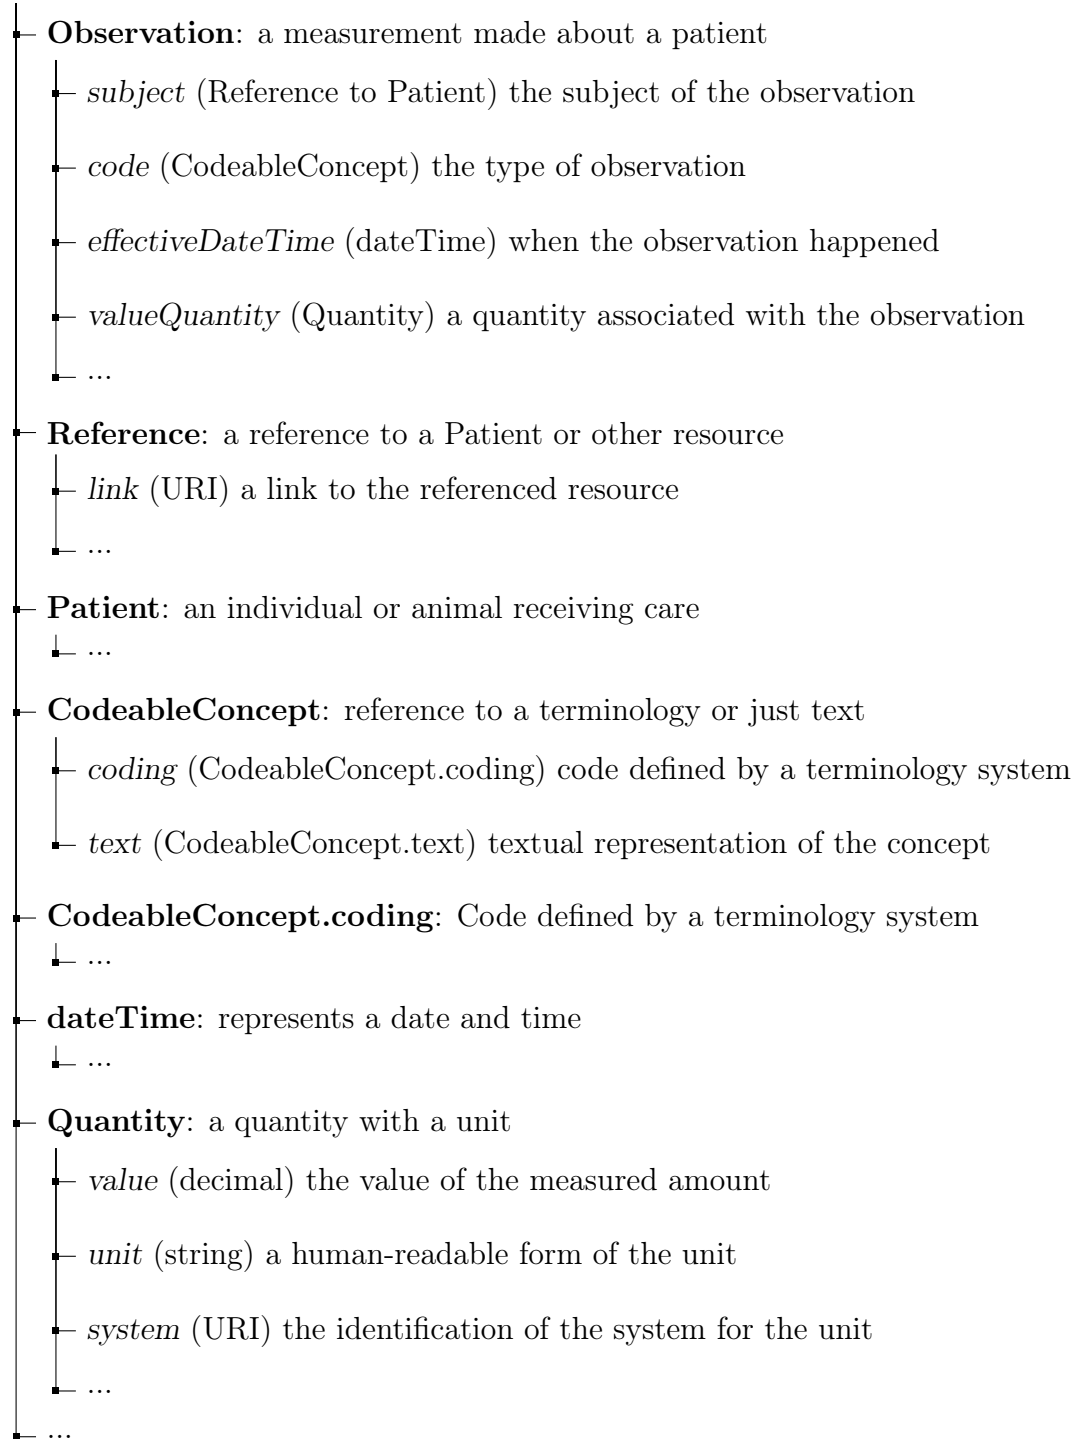 Observation: a measurement made about a patient
subject (Reference to Patient) the subject of the observation
code (CodeableConcept) the type of observation
effectiveDateTime (dateTime) when the observation happened
valueQuantity (Quantity) a quantity associated with the observation
...
Reference: a reference to a Patient or other resource
link (URI) a link to the referenced resource
...
Patient: an individual or animal receiving care
...
CodeableConcept: reference to a terminology or just text
coding (CodeableConcept.coding) code defined by a terminology system
text (CodeableConcept.text) textual representation of the concept
CodeableConcept.coding: Code defined by a terminology system
...
dateTime: represents a date and time
...
Quantity: a quantity with a unit
value (decimal) the value of the measured amount
unit (string) a human-readable form of the unit
system (URI) the identification of the system for the unit
...
...